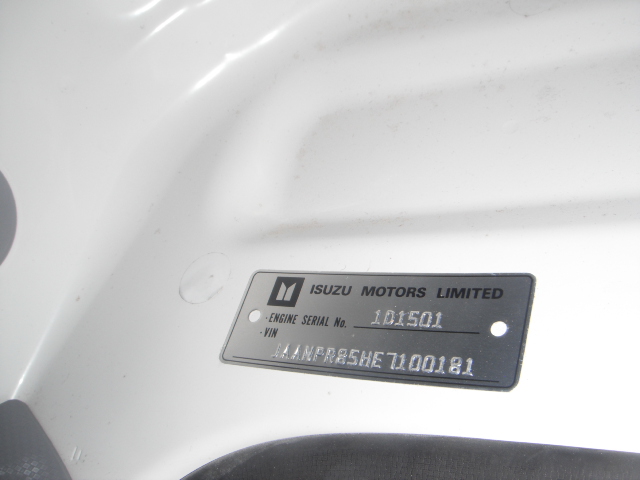 ISUZU MOTORS LIMITED
·ENGINE SERIAL No. 101501
·VIN
JAANPR85HE7100181